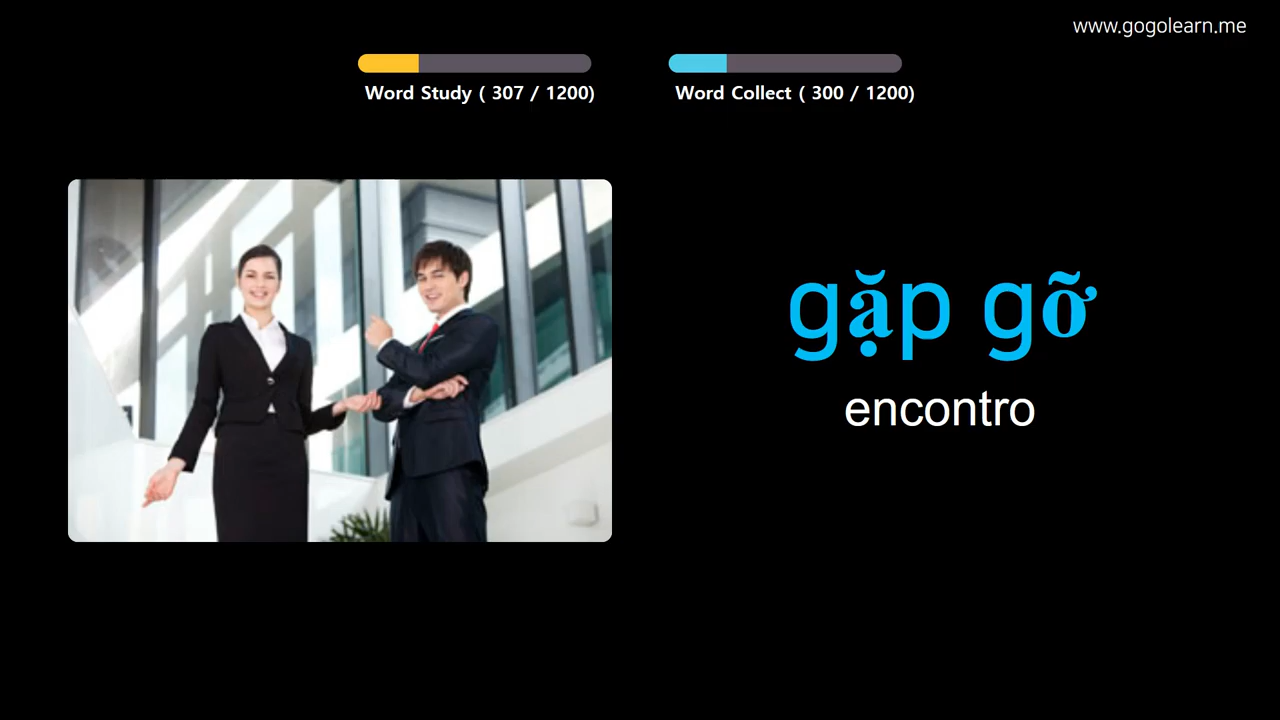 www.gogolearn.me
Word Study ( 307 / 1200)
Word Collect ( 300 / 1200)
gặp gỡ
encontro